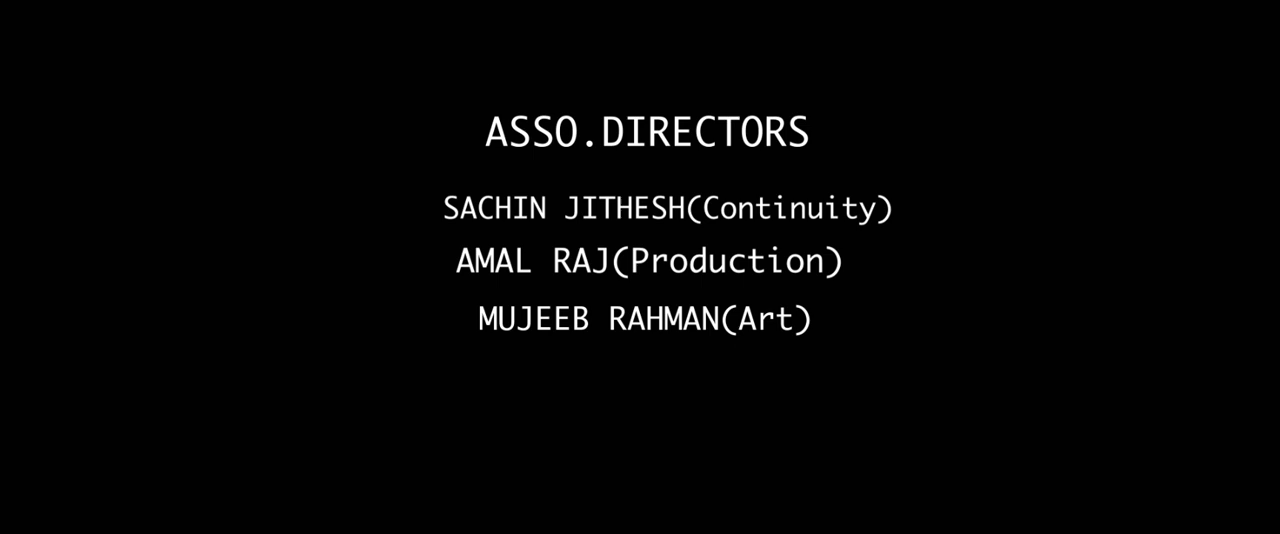 ASSO.DIRECTORS
SACHIN JITHESH(Continuity)
AMAL RAJ(Production)
MUJEEB RAHMAN(Art)